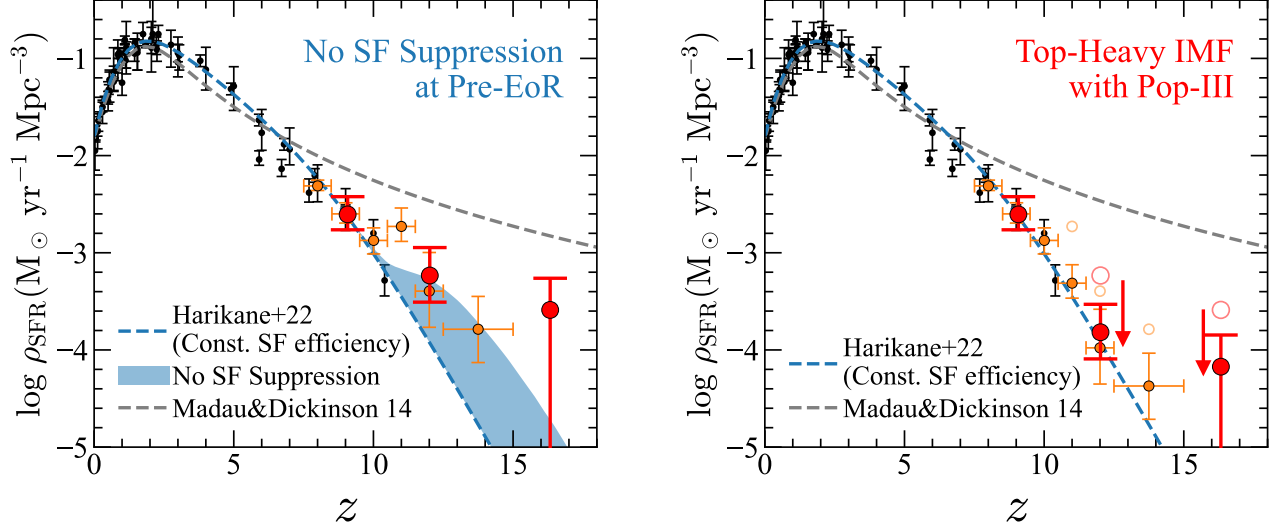 No SF Suppression
at Pre-EoR
log ρSFR(M⊙ yr−1 Mpc−3)
−1
−2
−3
−4
−5
Harikane+22
(Const. SF efficiency)
No SF Suppression
Madau&Dickinson 14
0 5 10 15
z
Top-Heavy IMF
with Pop-III
log ρSFR(M⊙ yr−1 Mpc−3)
−1
−2
−3
−4
−5
Harikane+22
(Const. SF efficiency)
Madau&Dickinson 14
0 5 10 15
z